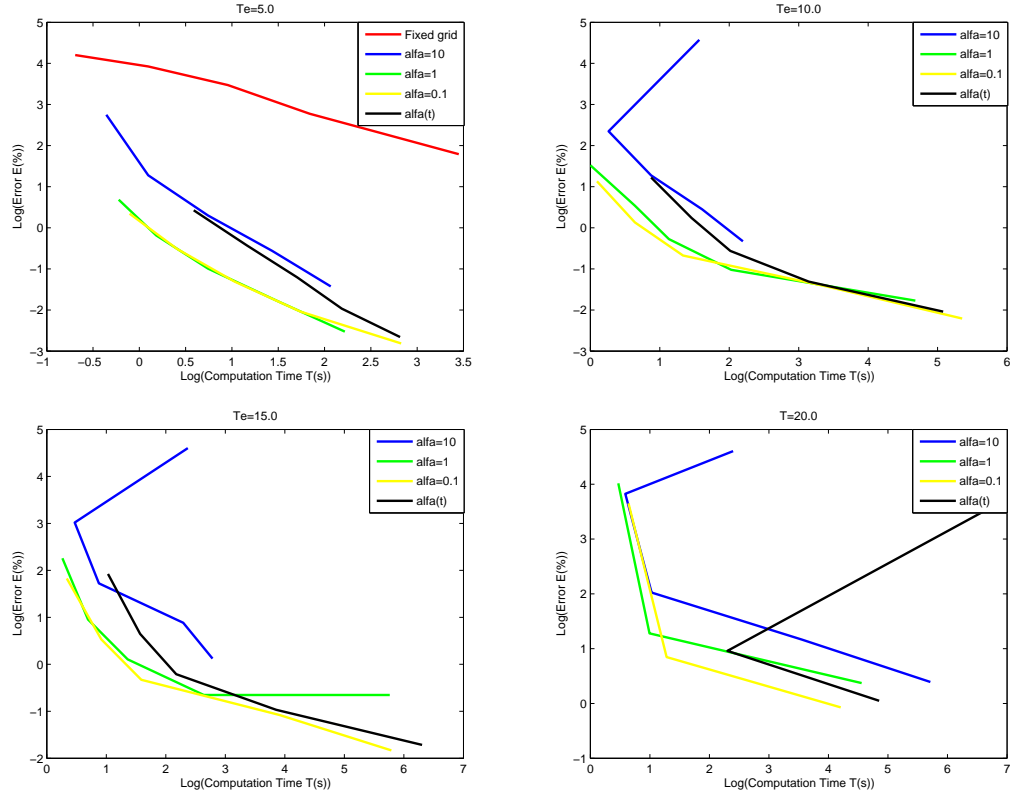 Te=5.0
Log(Error E(%))
5
4
3
2
1
0
−1
−2
−3
−1
−0.5
0
0.5
1
1.5
2
2.5
3
3.5
Log(Computation Time T(s))
Fixed grid
alfa=10
alfa=1
alfa=0.1
alfa(t)
Te=10.0
Log(Error E(%))
5
4
3
2
1
0
−1
−2
−3
0
1
2
3
4
5
6
Log(Computation Time T(s))
alfa=10
alfa=1
alfa=0.1
alfa(t)
Te=15.0
Log(Error E(%))
5
4
3
2
1
0
−1
−2
0
1
2
3
4
5
6
7
Log(Computation Time T(s))
alfa=10
alfa=1
alfa=0.1
alfa(t)
T=20.0
Log(Error E(%))
5
4
3
2
1
0
−1
0
1
2
3
4
5
6
7
Log(Computation Time T(s))
alfa=10
alfa=1
alfa=0.1
alfa(t)